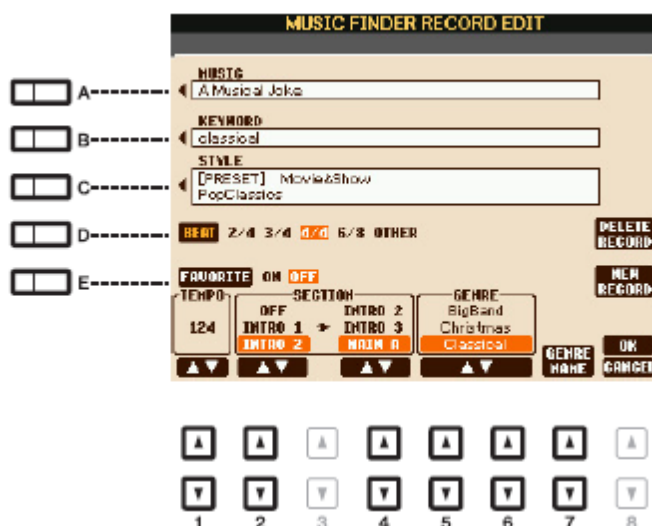 MUSIC FINDER RECORD EDIT
MUSIC
A Musical Joke
A
KEYWORD
classical
B
STYLE
[PRESET] Movie&Show
PopClassics
C
D
BEAT 2/4 3/4 4/4 6/8 OTHER
DELETE
RECORD
E
FAVORITE ON OFF
NEW
RECORD
TEMPO SECTION GENRE
OFF INTRO 2 BigBand
124 INTRO 1 INTRO 3 Christmas
INTRO 2 MAIN A Classical
GENRE
NAME
OK
CANCEL
1 2 3 4 5 6 7 8